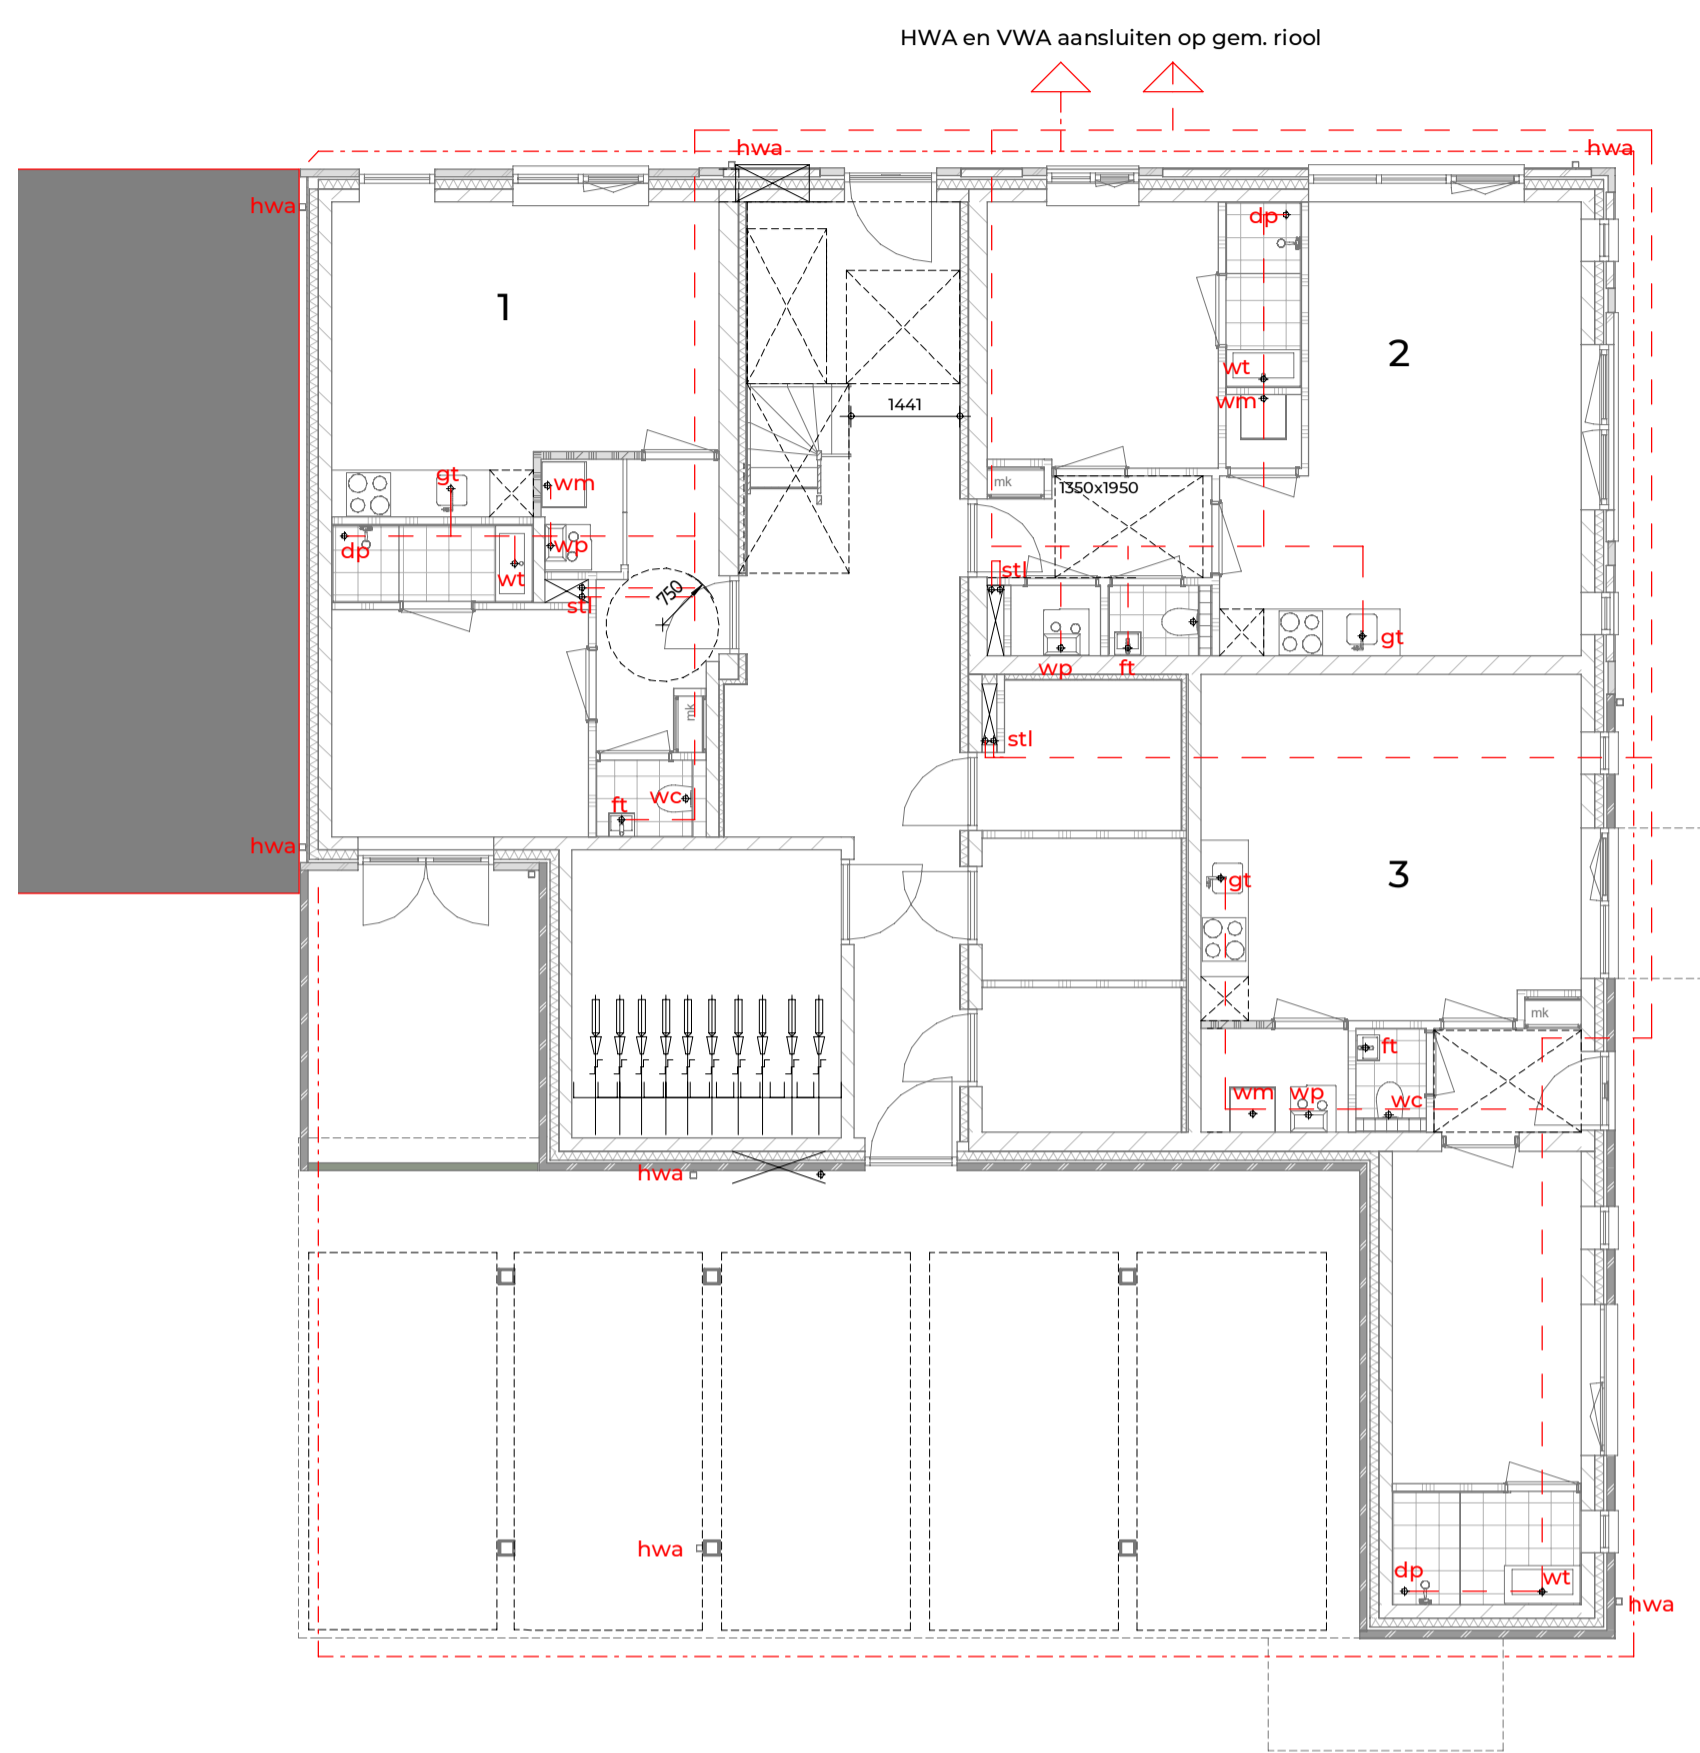 HWA en VWA aansluiten op gem. riool
hwa
hwa
hwa
dp
1
2
wt
wm
1441
gt
wm
mk
1350x1950
dp
wp
wt
stl
750
stl
gt
wp
ft
mk
stl
ft
wc
hwa
3
gt
mk
ft
wm
wp
wc
hwa
hwa
dp
wt
hwa